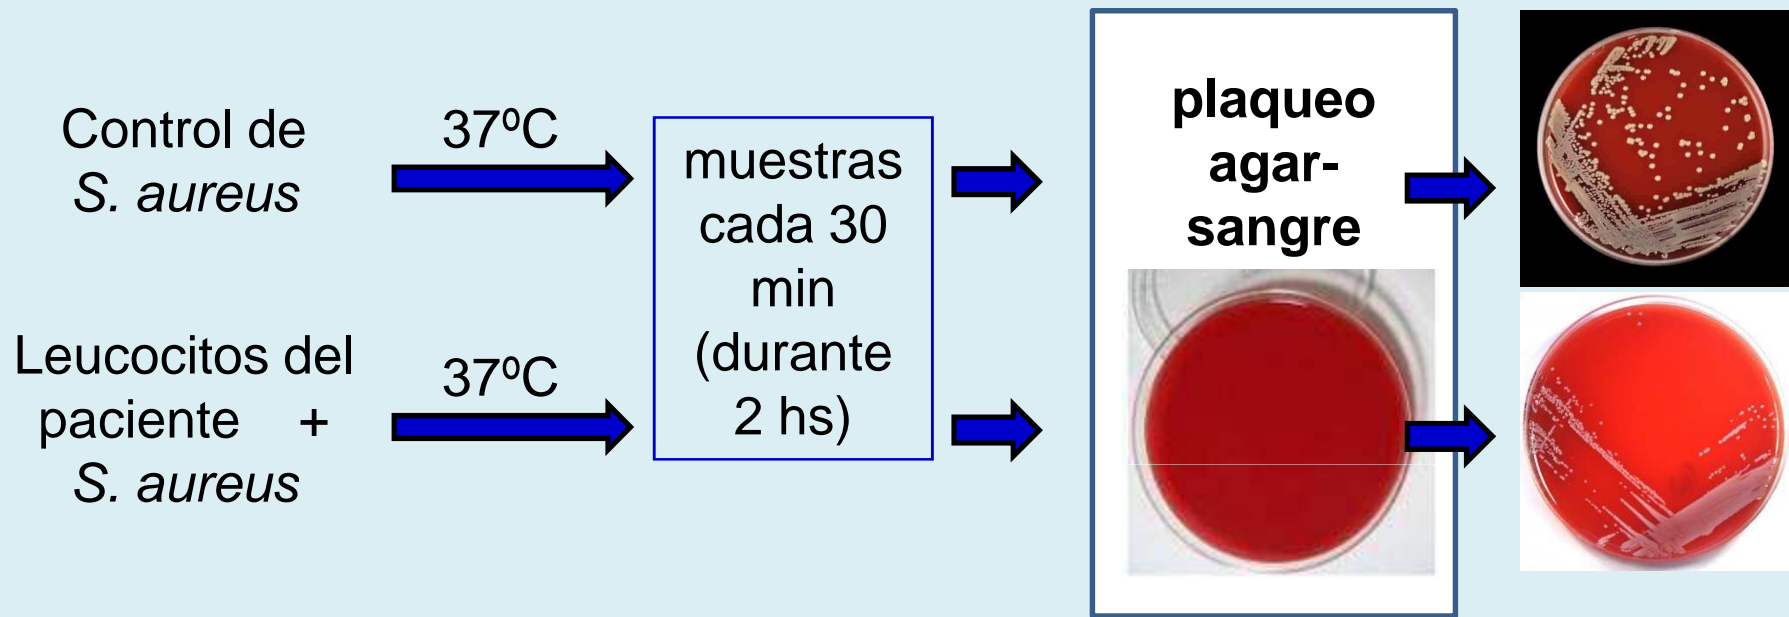 Control de
S. aureus
37ºC
muestras
cada 30
min
(durante
2 hs)
plaqueo
agar-
sangre
Leucocitos del
paciente +
S. aureus
37ºC